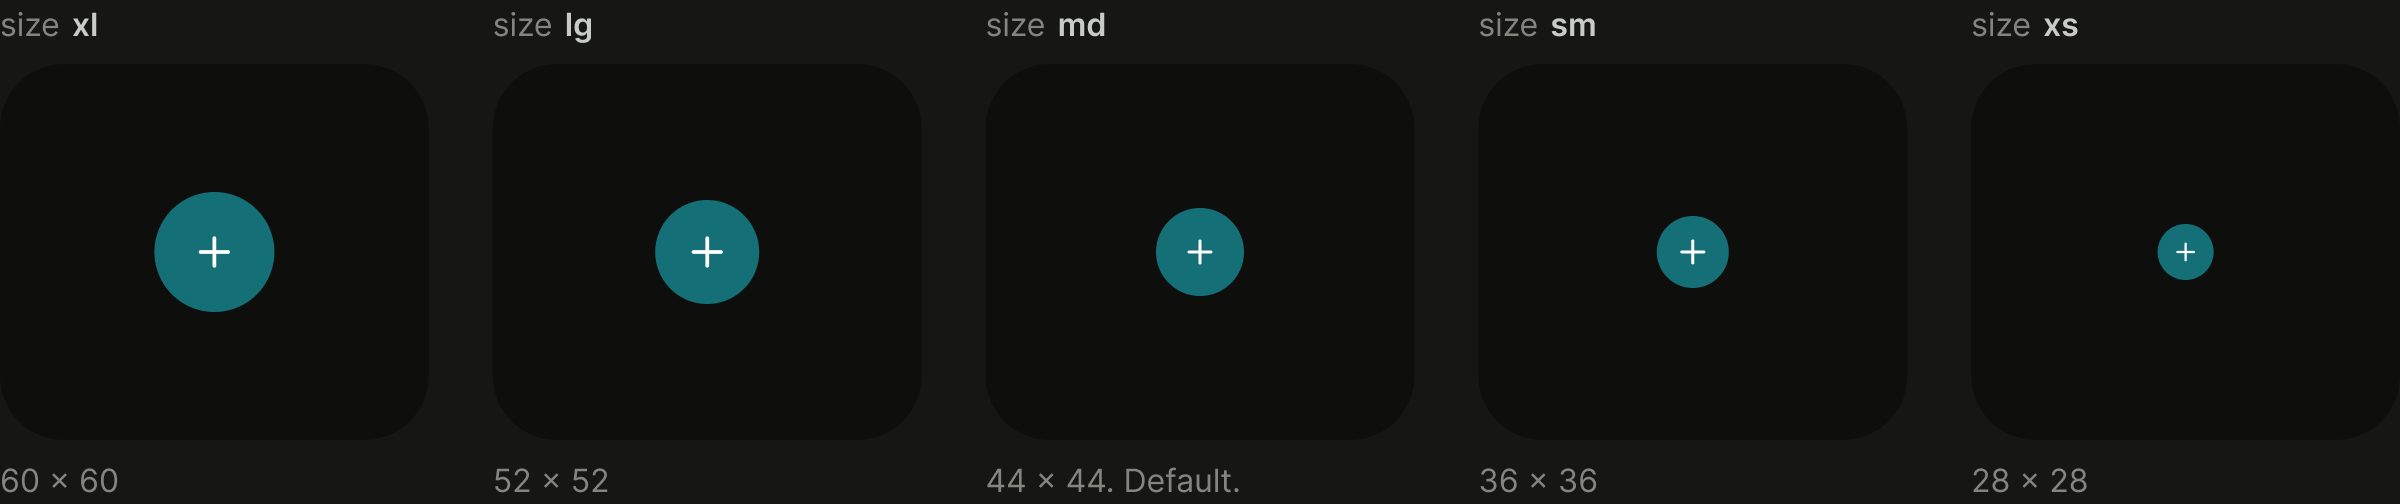 size xl
size lg
size md
size sm
size xs
60 × 60
52 × 52
44 × 44. Default.
36 × 36
28 × 28